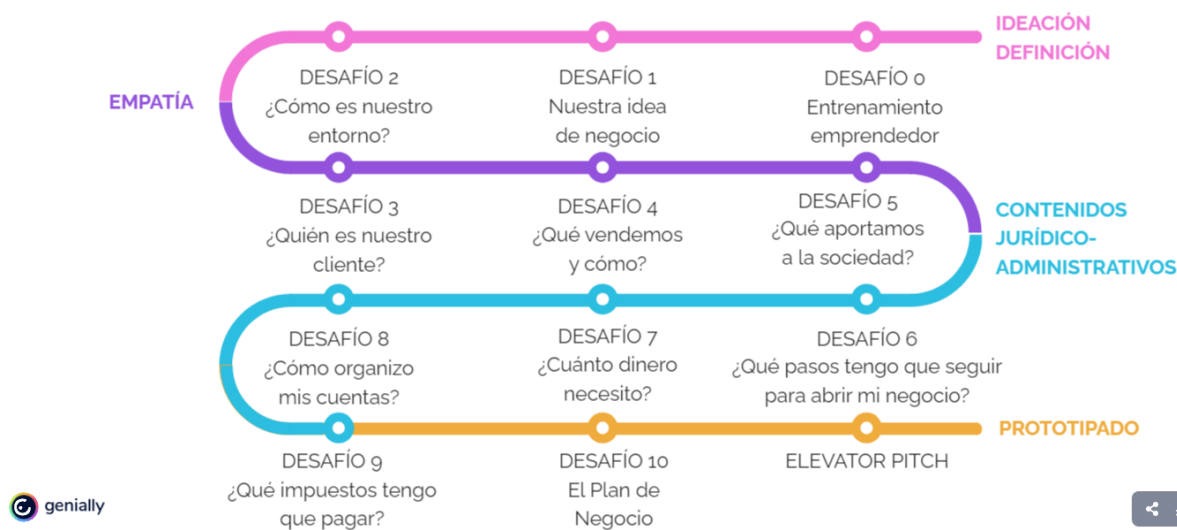 IDEACIÓN
DEFINICIÓN
EMPATÍA
DESAFÍO 2
¿Cómo es nuestro
entorno?
DESAFÍO 1
Nuestra idea
de negocio
DESAFÍO 0
Entrenamiento
emprendedor
DESAFÍO 3
¿Quién es nuestro
cliente?
DESAFÍO 4
¿Qué vendemos
y cómo?
DESAFÍO 5
¿Qué aportamos
a la sociedad?
CONTENIDOS
JURÍDICO-
ADMINISTRATIVOS
DESAFÍO 8
¿Cómo organizo
mis cuentas?
DESAFÍO 7
¿Cuánto dinero
necesito?
DESAFÍO 6
¿Qué pasos tengo que seguir
para abrir mi negocio?
PROTOTIPADO
DESAFÍO 9
¿Qué impuestos tengo
que pagar?
DESAFÍO 10
El Plan de
Negocio
ELEVATOR PITCH
genially